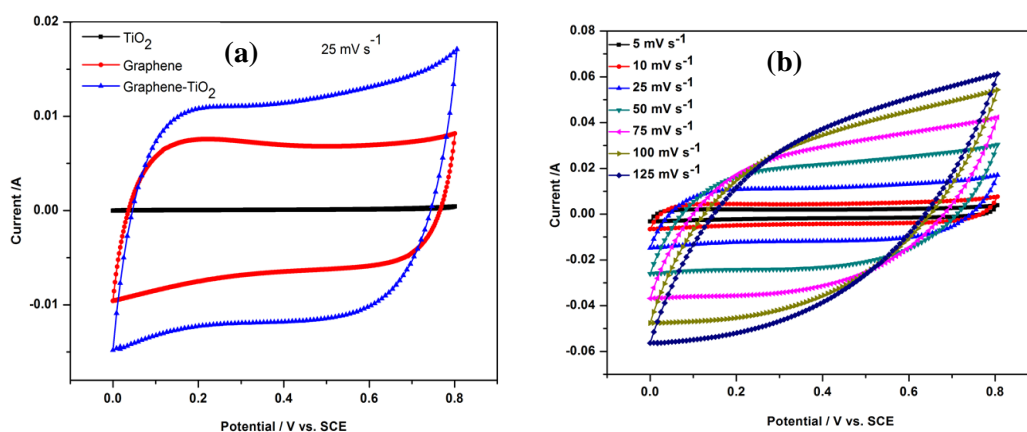 (a)
25 mV s⁻¹
TiO₂
Graphene
Graphene-TiO₂
0.02
0.01
0.00
-0.01
Current /A
0.0
0.2
0.4
0.6
0.8
Potential / V vs. SCE
(b)
5 mV s⁻¹
10 mV s⁻¹
25 mV s⁻¹
50 mV s⁻¹
75 mV s⁻¹
100 mV s⁻¹
125 mV s⁻¹
0.08
0.06
0.04
0.02
0.00
-0.02
-0.04
-0.06
Current /A
0.0
0.2
0.4
0.6
0.8
Potential / V vs. SCE